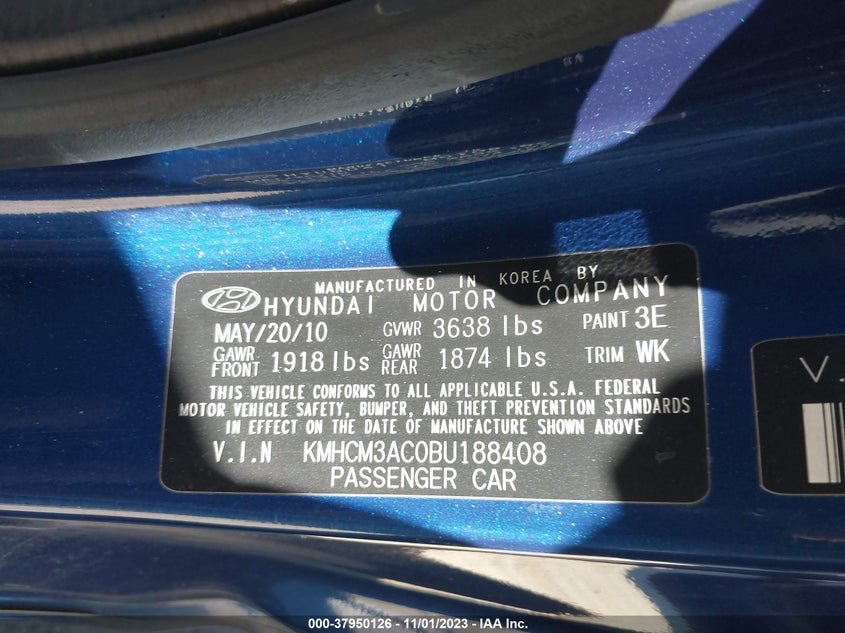 MANUFACTURED IN KOREA BY
HYUNDAI MOTOR COMPANY
MAY/20/10 GVWR 3638 lbs PAINT 3E
GAWR FRONT 1918 lbs GAWR REAR 1874 lbs TRIM WK
THIS VEHICLE CONFORMS TO ALL APPLICABLE U.S.A. FEDERAL
MOTOR VEHICLE SAFETY, BUMPER, AND THEFT PREVENTION STANDARDS
IN EFFECT ON THE DATE OF MANUFACTURE SHOWN ABOVE.
V.I.N KMHCM3AC0BU188408
PASSENGER CAR
V.
000-37950126 - 11/01/2023 - IAA Inc.